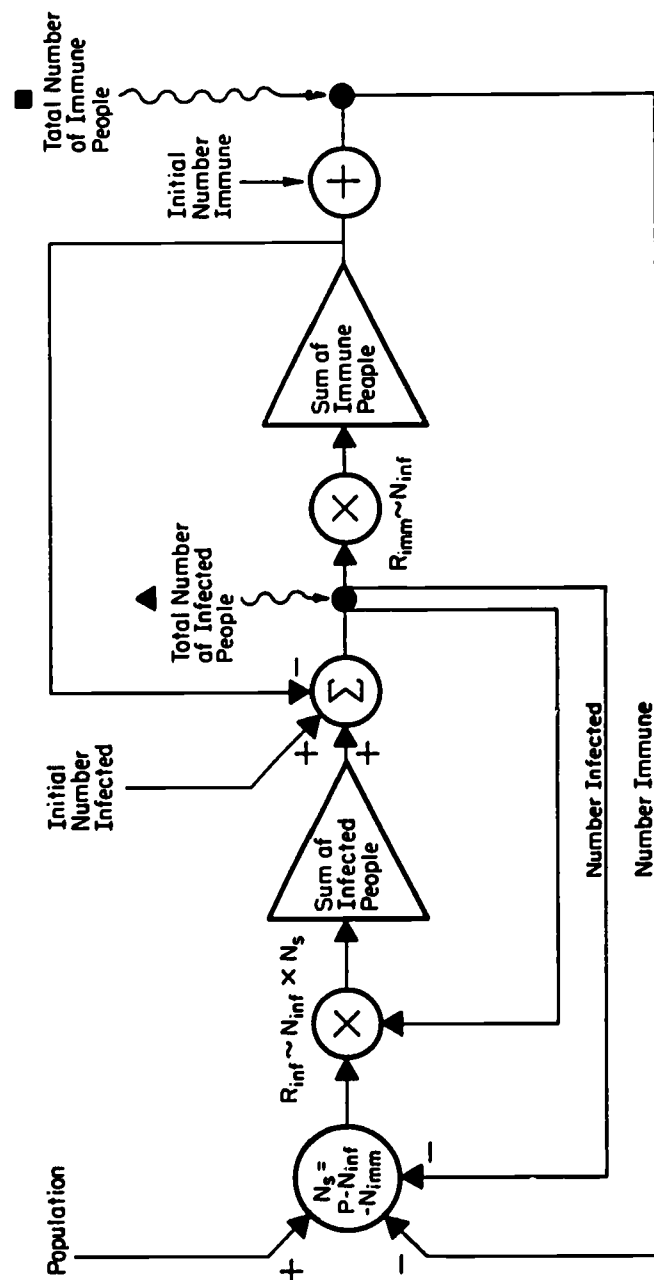 Population
+
−
−
N_s =
P-N_inf
-N_imm
R_inf ~ N_inf × N_s
×
Sum of
Infected
People
Initial
Number
Infected
+
+
−
Σ
Total Number
of Infected
People
×
R_imm ~ N_inf
Sum of
Immune
Peaple
Initial
Number
Immune
+
Total Number
of Immune
People
Number Infected
Number Immune